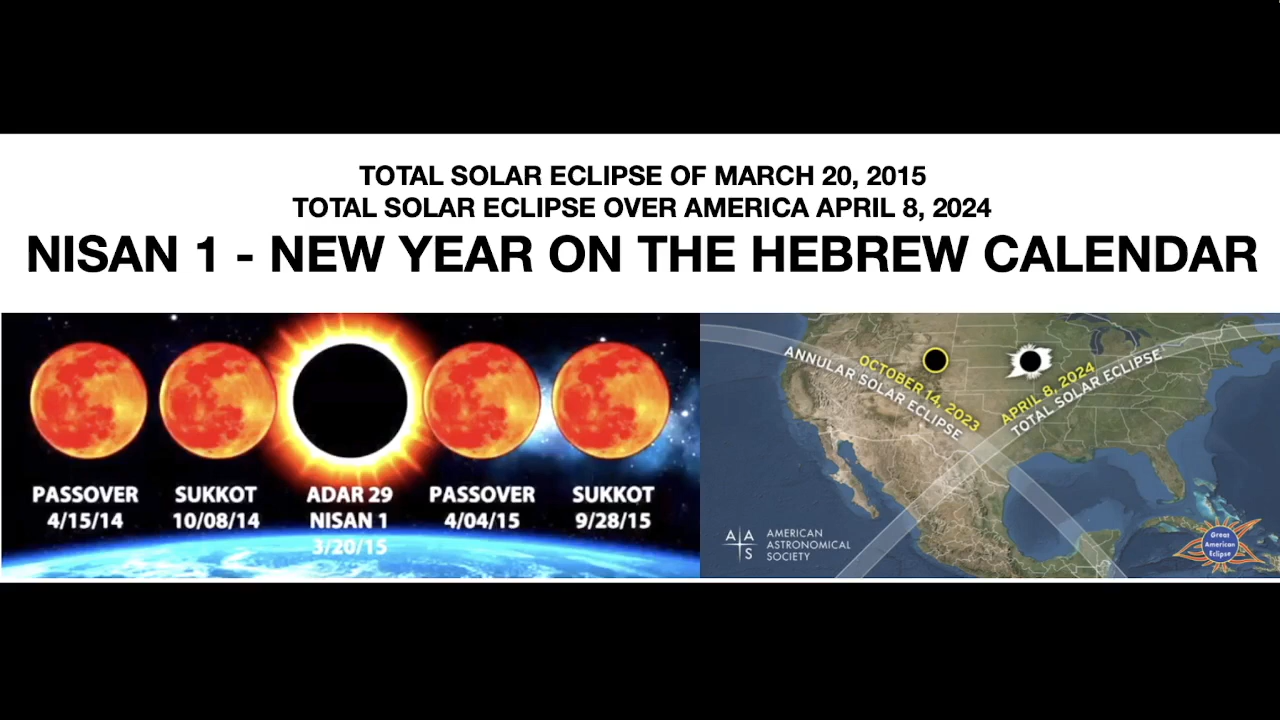 TOTAL SOLAR ECLIPSE OF MARCH 20, 2015
TOTAL SOLAR ECLIPSE OVER AMERICA APRIL 8, 2024
NISAN 1 - NEW YEAR ON THE HEBREW CALENDAR
PASSOVER
4/15/14
SUKKOT
10/08/14
ADAR 29
NISAN 1
3/20/15
PASSOVER
4/04/15
SUKKOT
9/28/15
OCTOBER 14, 2023
ANNULAR SOLAR ECLIPSE
APRIL 8, 2024
TOTAL SOLAR ECLIPSE
A A
S
AMERICAN
ASTRONOMICAL
SOCIETY
Great
American
Eclipse